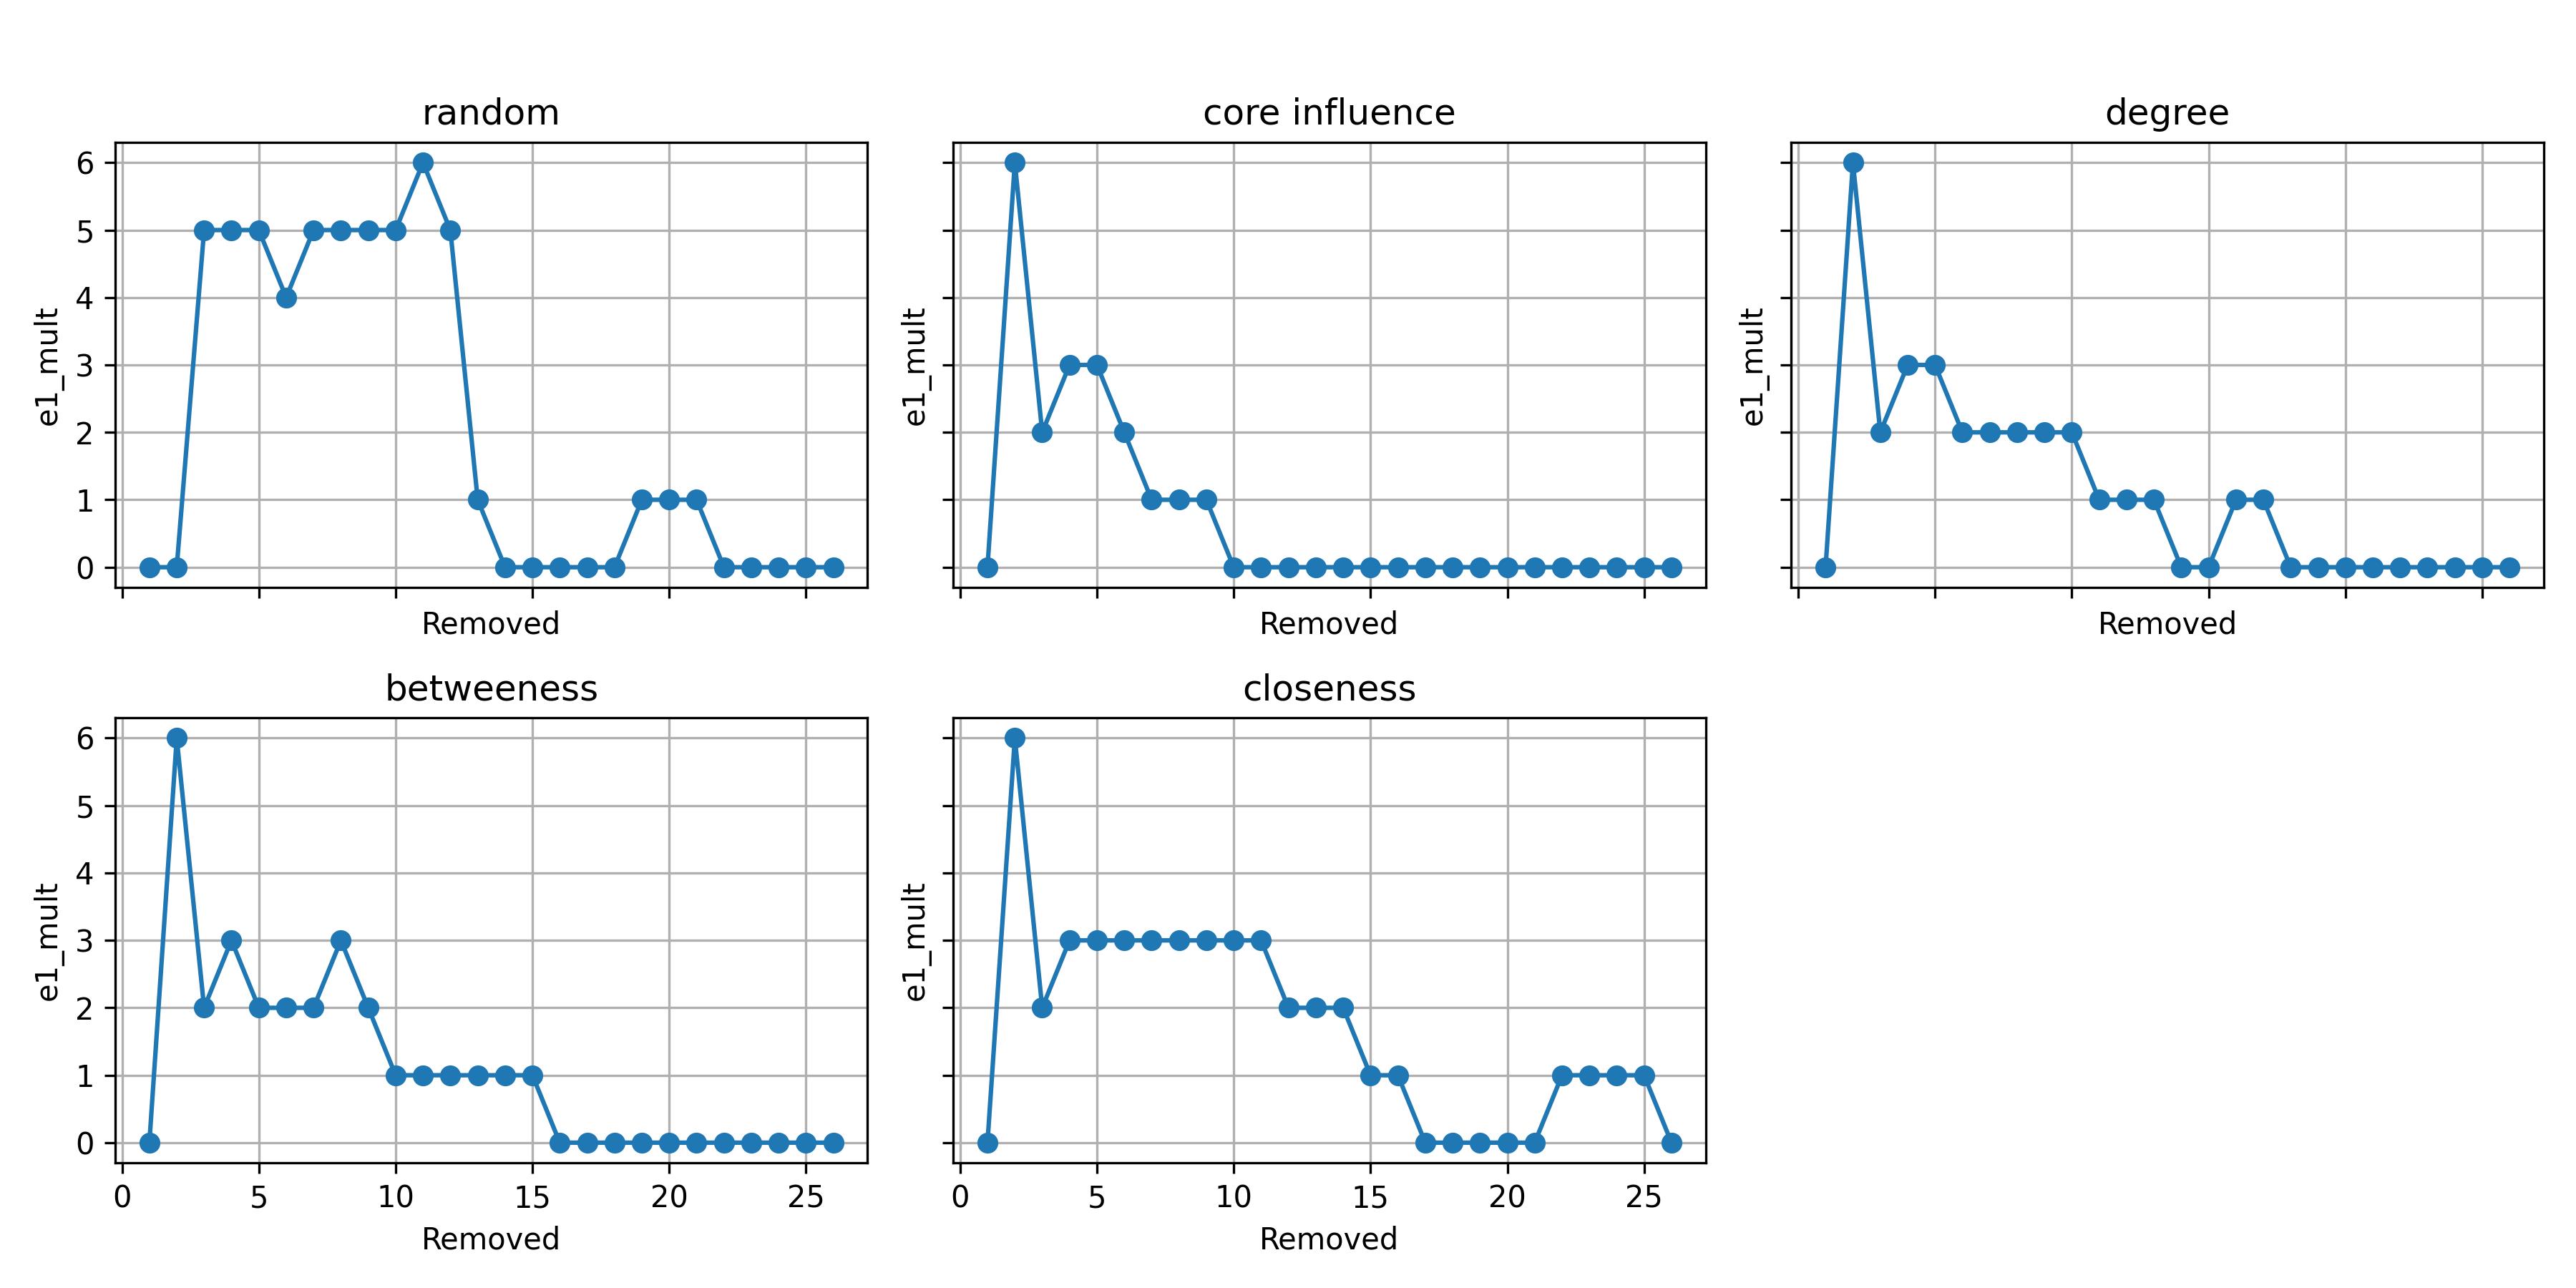 random
6
5
4
3
2
1
0
e1_mult
Removed
core influence
e1_mult
Removed
degree
e1_mult
Removed
betweeness
6
5
4
3
2
1
0
e1_mult
0 5 10 15 20 25
Removed
closeness
e1_mult
0 5 10 15 20 25
Removed